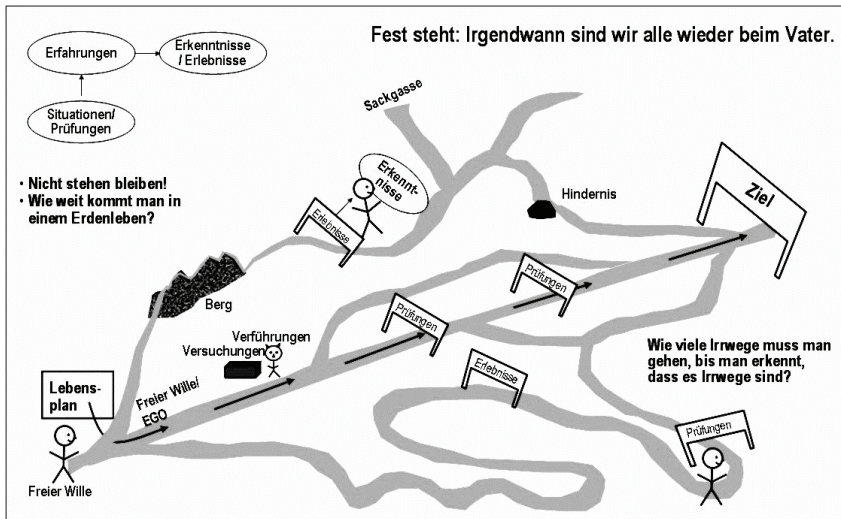 Fest steht: Irgendwann sind wir alle wieder beim Vater.
Erfahrungen
Erkenntnisse
/ Erlebnisse
Situationen/
Prüfungen
• Nicht stehen bleiben!
• Wie weit kommt man in
einem Erdenleben?
Sackgasse
Erkennt-
nisse
Erlebnisse
Hindernis
Ziel
Berg
Prüfungen
Prüfungen
Verführungen
Versuchungen
Wie viele Irrwege muss man
gehen, bis man erkennt,
dass es Irrwege sind?
Erlebnisse
Lebens-
plan
Freier Wille/
EGO
Prüfungen
Freier Wille